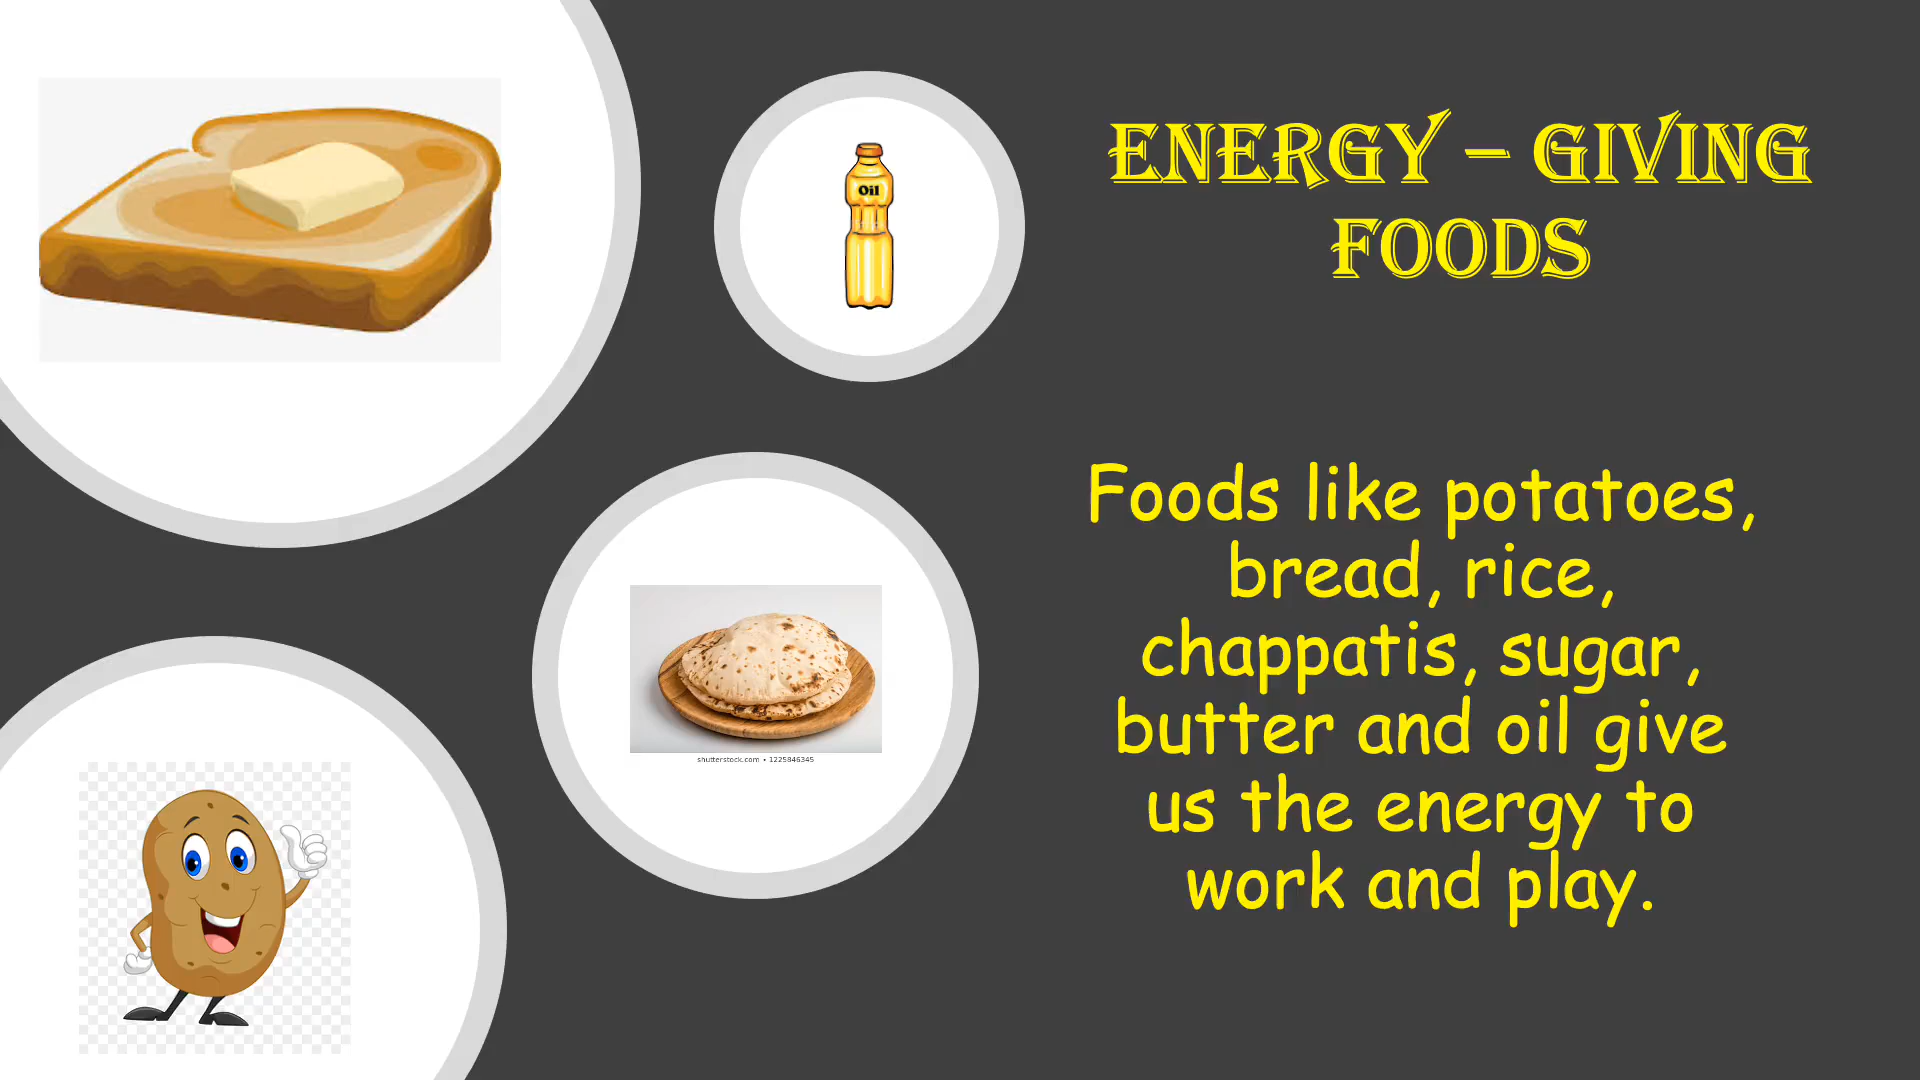 ENERGY – GIVING
FOODS
Oil
Foods like potatoes,
bread, rice,
chappatis, sugar,
butter and oil give
us the energy to
work and play.
shutterstock.com • 1225846345